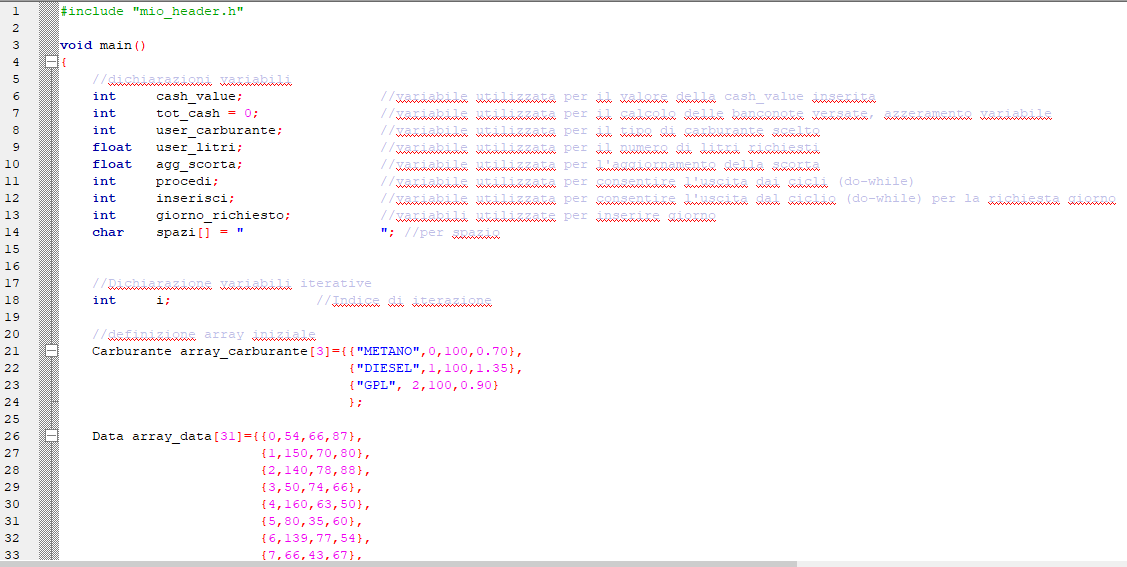 1 #include "mio_header.h"
2
3 void main()
4 {
5 //dichiarazioni variabili
6 int cash_value; //variabile utilizzata per il valore della cash_value inserita
7 int tot_cash = 0; //variabile utilizzata per il calcolo delle banconote versate, azzeramento variabile
8 int user_carburante; //variabile utilizzata per il tipo di carburante scelto
9 float user_litri; //variabile utilizzata per il numero di litri richiesti
10 float agg_scorta; //variabile utilizzata per l'aggiornamento della scorta
11 int procedi; //variabile utilizzata per consentire l'uscita dai cicli (do-while)
12 int inserisci; //variabile utilizzata per consentire l'uscita dal ciclio (do-while) per la richiesta giorno
13 int giorno_richiesto; //variabili utilizzate per inserire giorno
14 char spazi[] = " "; //per spazio
15
16
17 //Dichiarazione variabili iterative
18 int i; //Indice di iterazione
19
20 //definizione array iniziale
21 Carburante array_carburante[3]={{"METANO",0,100,0.70},
22 {"DIESEL",1,100,1.35},
23 {"GPL", 2,100,0.90}
24 };
25
26 Data array_data[31]={{0,54,66,87},
27 {1,150,70,80},
28 {2,140,78,88},
29 {3,50,74,66},
30 {4,160,63,50},
31 {5,80,35,60},
32 {6,139,77,54},
33 {7,66,43,67},